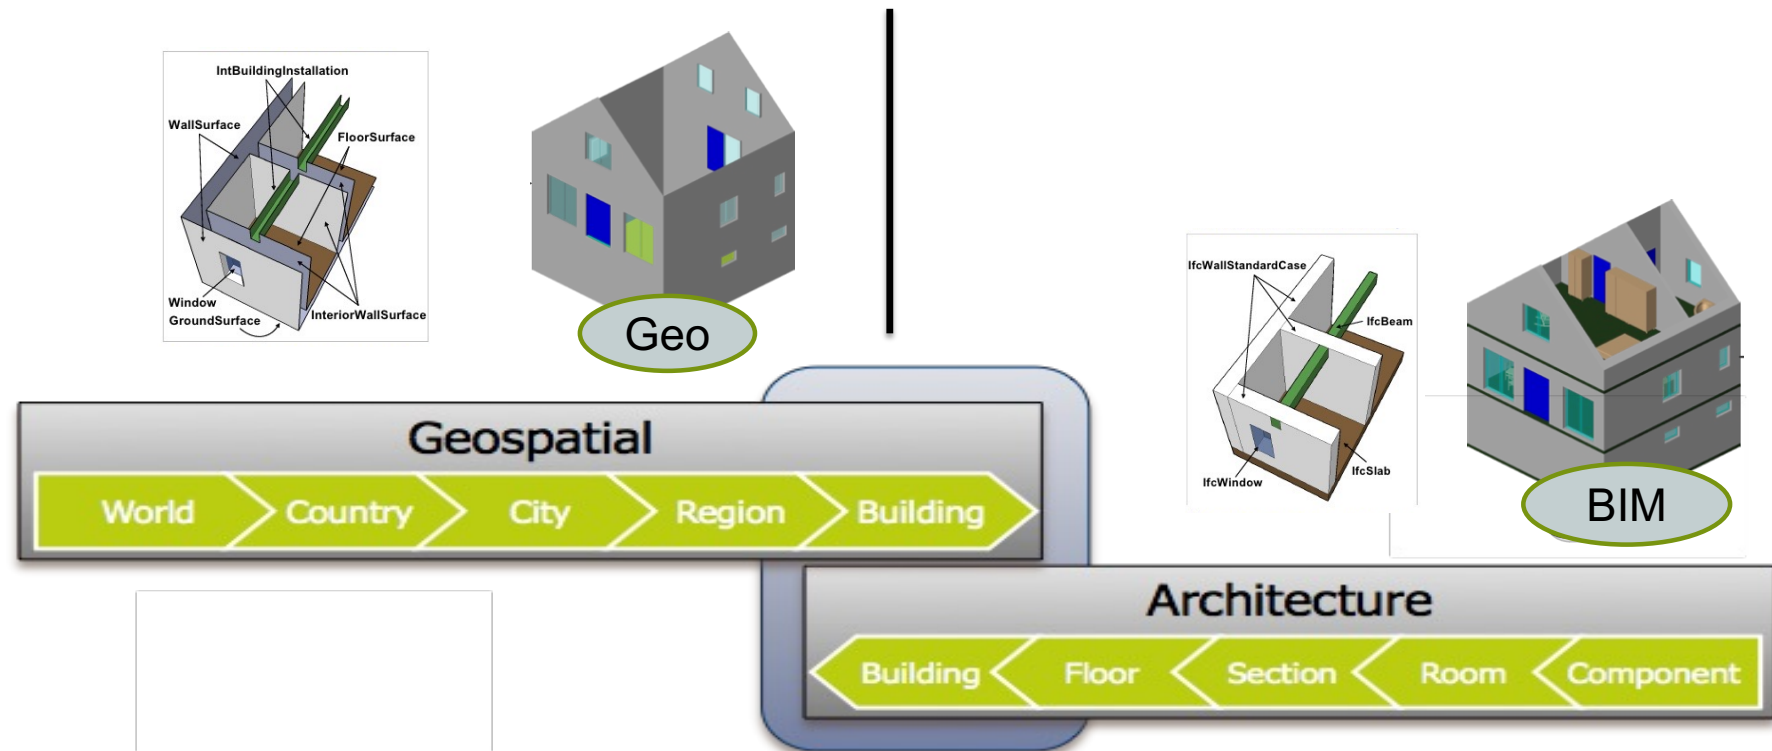 IntBuildingInstallation
WallSurface
FloorSurface
Window
GroundSurface
InteriorWallSurface
Geo
IfcWallStandardCase
IfcBeam
IfcSlab
IfcWindow
BIM
Geospatial
World Country City Region Building
Architecture
Building Floor Section Room Component